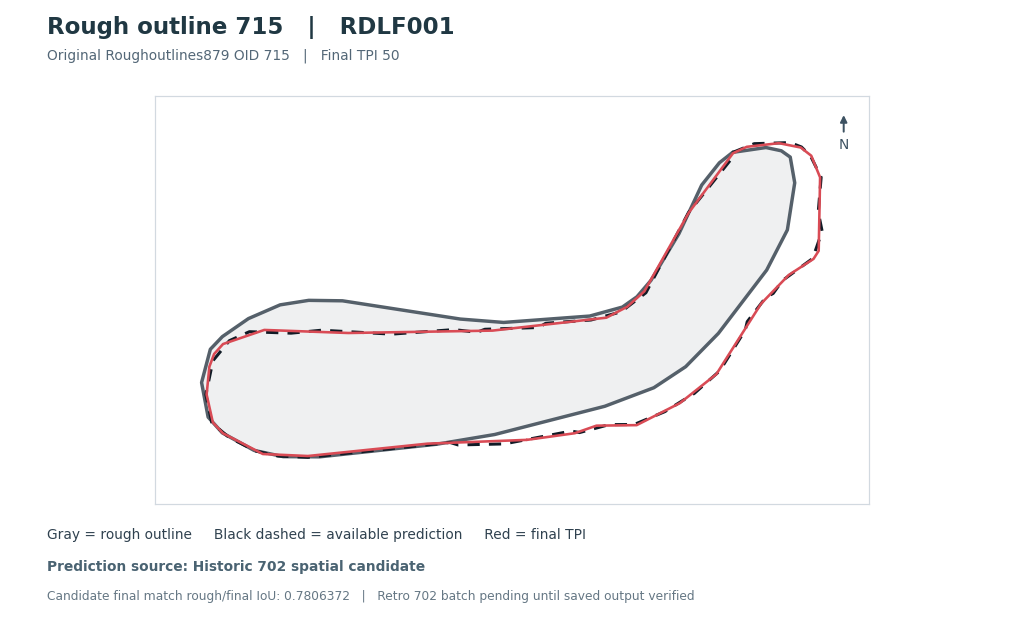 Rough outline 715 | RDLF001
Original Roughoutlines879 OID 715 | Final TPI 50
N
Gray = rough outline Black dashed = available prediction Red = final TPI
Prediction source: Historic 702 spatial candidate
Candidate final match rough/final IoU: 0.7806372 | Retro 702 batch pending until saved output verified